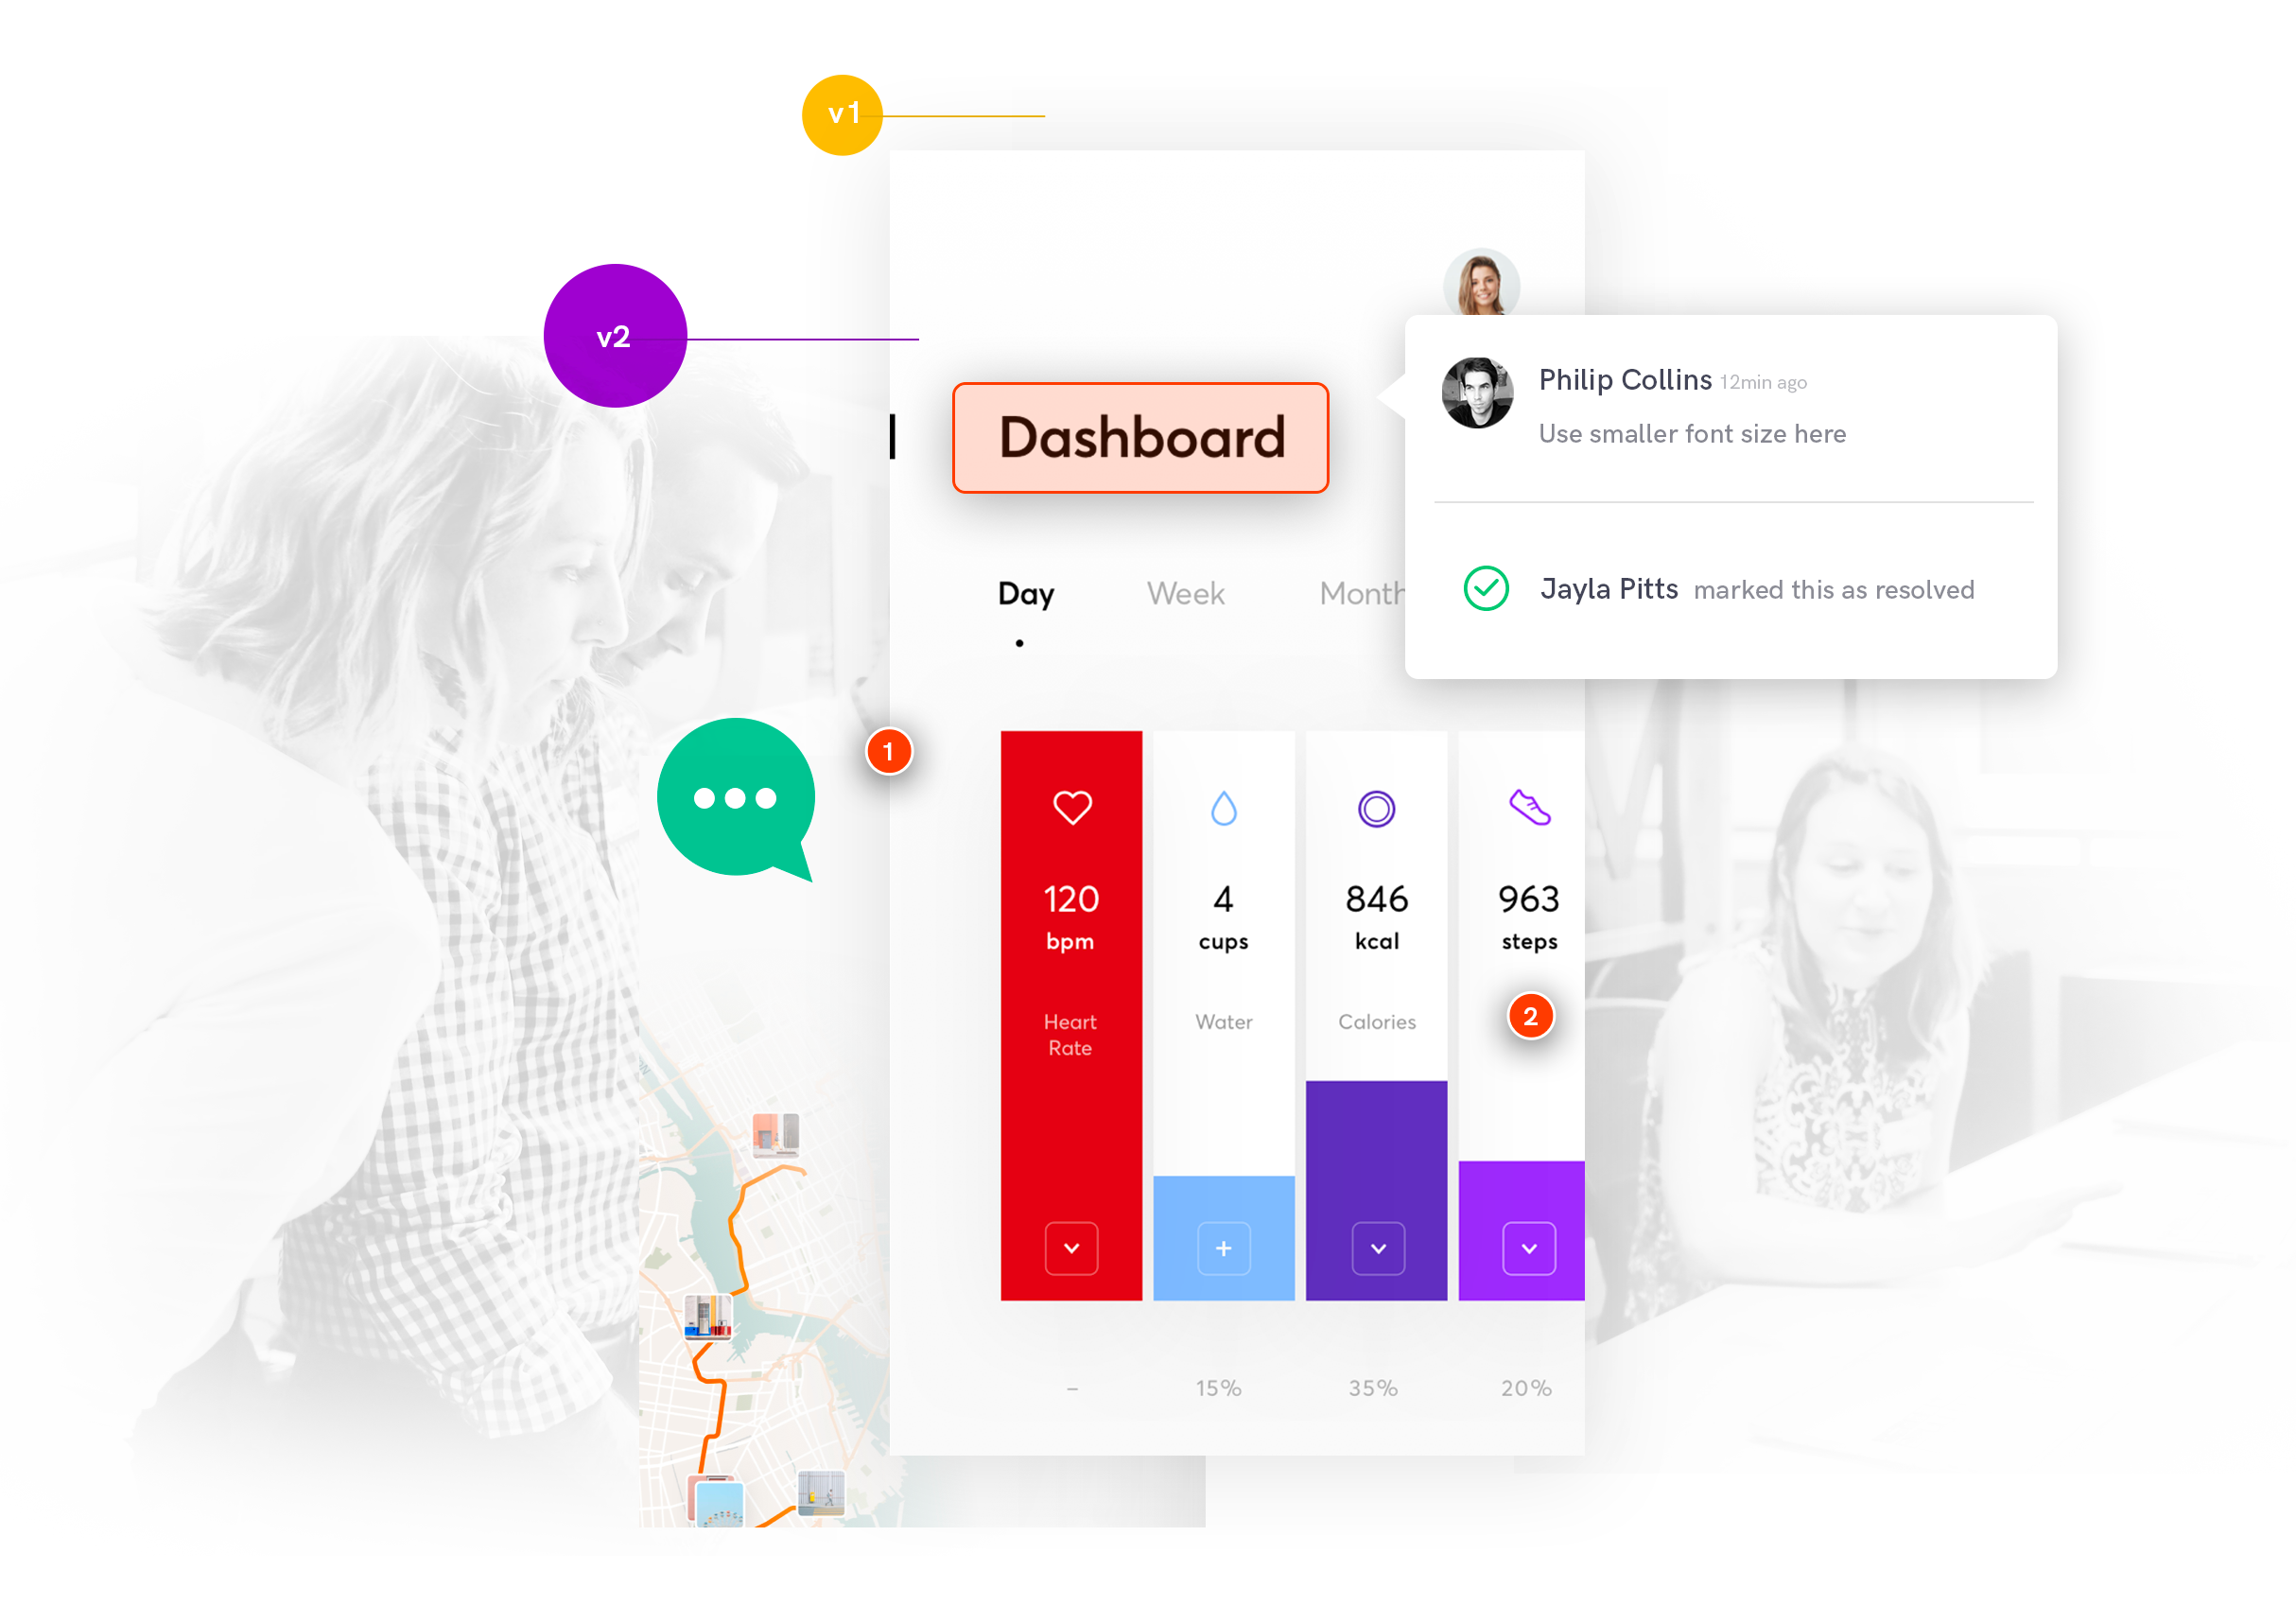 v1
v2
Dashboard
Philip Collins 12min ago
Use smaller font size here
Jayla Pitts marked this as resolved
Day Week Month
1
120 4 846 963
bpm cups kcal steps
2
Heart Water Calories
Rate
– 15% 35% 20%